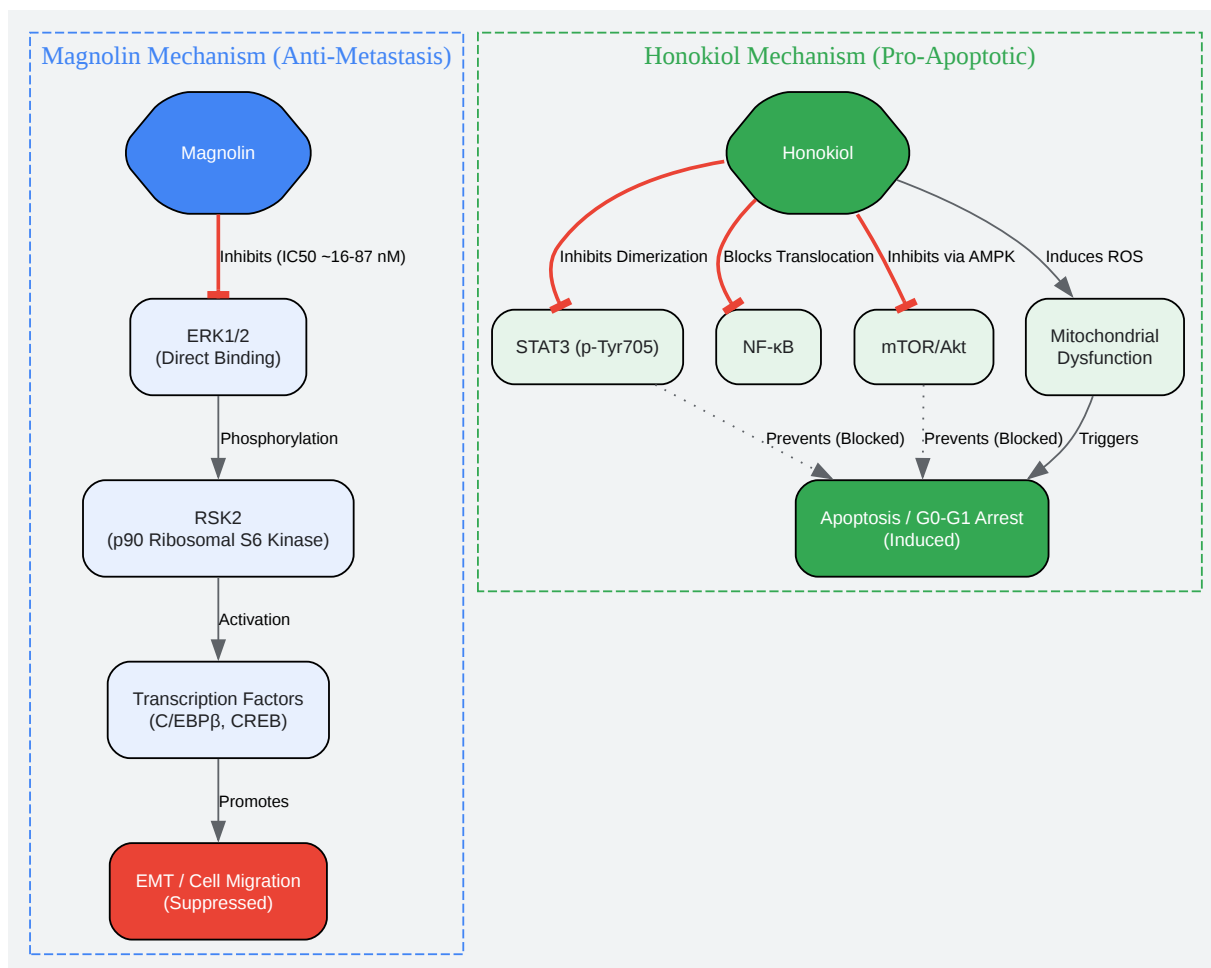 Magnolin Mechanism (Anti-Metastasis)
Magnolin
Inhibits (IC50 ~16-87 nM)
ERK1/2
(Direct Binding)
Phosphorylation
RSK2
(p90 Ribosomal S6 Kinase)
Activation
Transcription Factors
(C/EBPβ, CREB)
Promotes
EMT / Cell Migration
(Suppressed)
Honokiol Mechanism (Pro-Apoptotic)
Honokiol
Inhibits Dimerization
Blocks Translocation
Inhibits via AMPK
Induces ROS
STAT3 (p-Tyr705)
NF-κB
mTOR/Akt
Mitochondrial
Dysfunction
Prevents (Blocked)
Prevents (Blocked)
Triggers
Apoptosis / G0-G1 Arrest
(Induced)